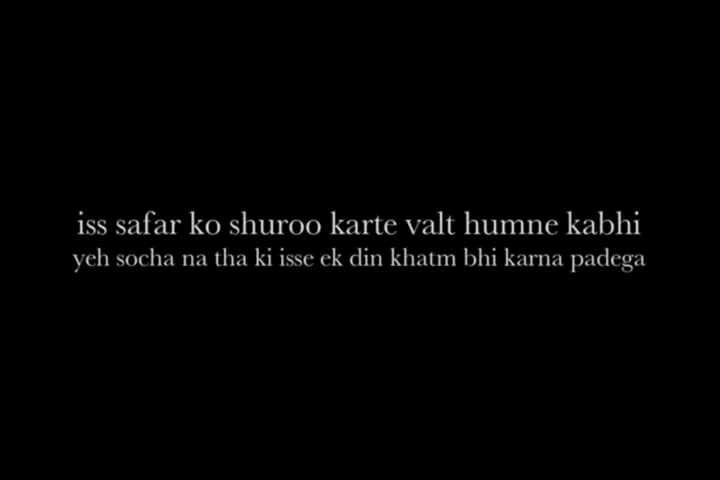 iss safar ko shuroo karte valt humne kabhi
yeh socha na tha ki isse ek din khatm bhi karna padega